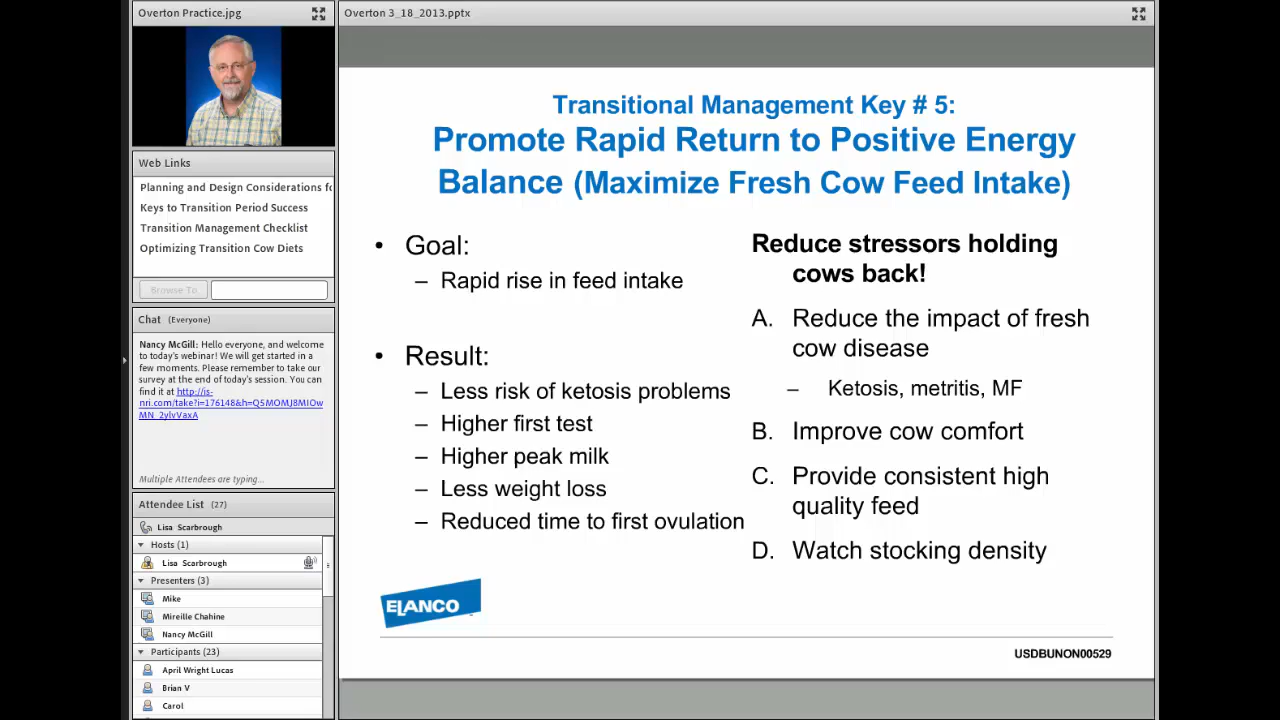 Overton Practice.jpg
Web Links
Planning and Design Considerations fo
Keys to Transition Period Success
Transition Management Checklist
Optimizing Transition Cow Diets
Browse To
Chat (Everyone)
Nancy McGill: Hello everyone, and welcome
to today's webinar! We will get started in a
few moments. Please remember to take our
survey at the end of today's session. You can
find it at http://is-
Multiple Attendees are typing...
Attendee List (27)
Lisa Scarbrough
Hosts (1)
Lisa Scarbrough
Presenters (3)
Mike
Mireille Chahine
Nancy McGill
Participants (23)
April Wright Lucas
Brian V
Carol
Overton 3_18_2013.pptx
Transitional Management Key # 5:
Promote Rapid Return to Positive Energy
Balance (Maximize Fresh Cow Feed Intake)
• Goal:
– Rapid rise in feed intake
• Result:
– Less risk of ketosis problems
– Higher first test
– Higher peak milk
– Less weight loss
– Reduced time to first ovulation
Reduce stressors holding
cows back!
A. Reduce the impact of fresh
cow disease
– Ketosis, metritis, MF
B. Improve cow comfort
C. Provide consistent high
quality feed
D. Watch stocking density
ELANCO
USDBUNON00529